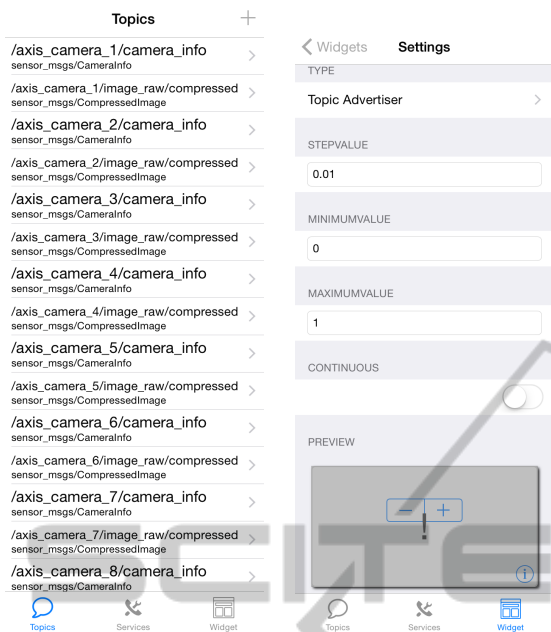 Topics
/axis_camera_1/camera_info
sensor_msgs/CameraInfo
/axis_camera_1/image_raw/compressed
sensor_msgs/CompressedImage
/axis_camera_2/camera_info
sensor_msgs/CameraInfo
/axis_camera_2/image_raw/compressed
sensor_msgs/CompressedImage
/axis_camera_3/camera_info
sensor_msgs/CameraInfo
/axis_camera_3/image_raw/compressed
sensor_msgs/CompressedImage
/axis_camera_4/camera_info
sensor_msgs/CameraInfo
/axis_camera_4/image_raw/compressed
sensor_msgs/CompressedImage
/axis_camera_5/camera_info
sensor_msgs/CameraInfo
/axis_camera_5/image_raw/compressed
sensor_msgs/CompressedImage
/axis_camera_6/camera_info
sensor_msgs/CameraInfo
/axis_camera_6/image_raw/compressed
sensor_msgs/CompressedImage
/axis_camera_7/camera_info
sensor_msgs/CameraInfo
/axis_camera_7/image_raw/compressed
sensor_msgs/CompressedImage
/axis_camera_8/camera_info
sensor_msgs/CameraInfo
Topics Services Widget
Widgets Settings
TYPE
Topic Advertiser
STEPVALUE
0.01
MINIMUMVALUE
0
MAXIMUMVALUE
1
CONTINUOUS
PREVIEW
− +
!
i
Topics Services Widget
SCITE